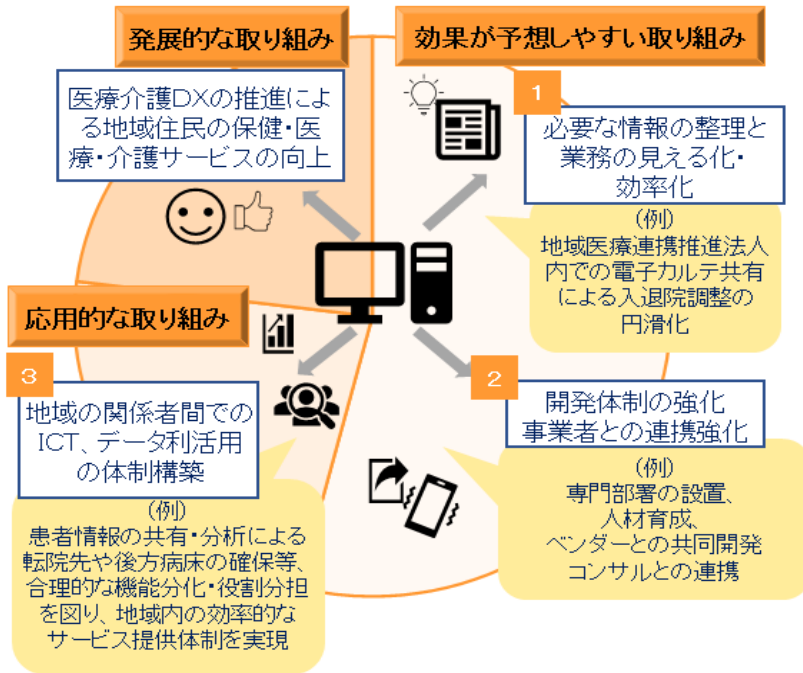 発展的な取り組み
医療介護DXの推進によ
る地域住民の保健・医
療・介護サービスの向上
効果が予想しやすい取り組み
1
必要な情報の整理と
業務の見える化・
効率化
(例)
地域医療連携推進法人
内での電子カルテ共有
による入退院調整の
円滑化
応用的な取り組み
3
地域の関係者間での
ICT、データ利活用
の体制構築
(例)
患者情報の共有・分析による
転院先や後方病床の確保等、
合理的な機能分化・役割分担
を図り、地域内の効率的な
サービス提供体制を実現
2
開発体制の強化
事業者との連携強化
(例)
専門部署の設置、
人材育成、
ベンダーとの共同開発
コンサルとの連携